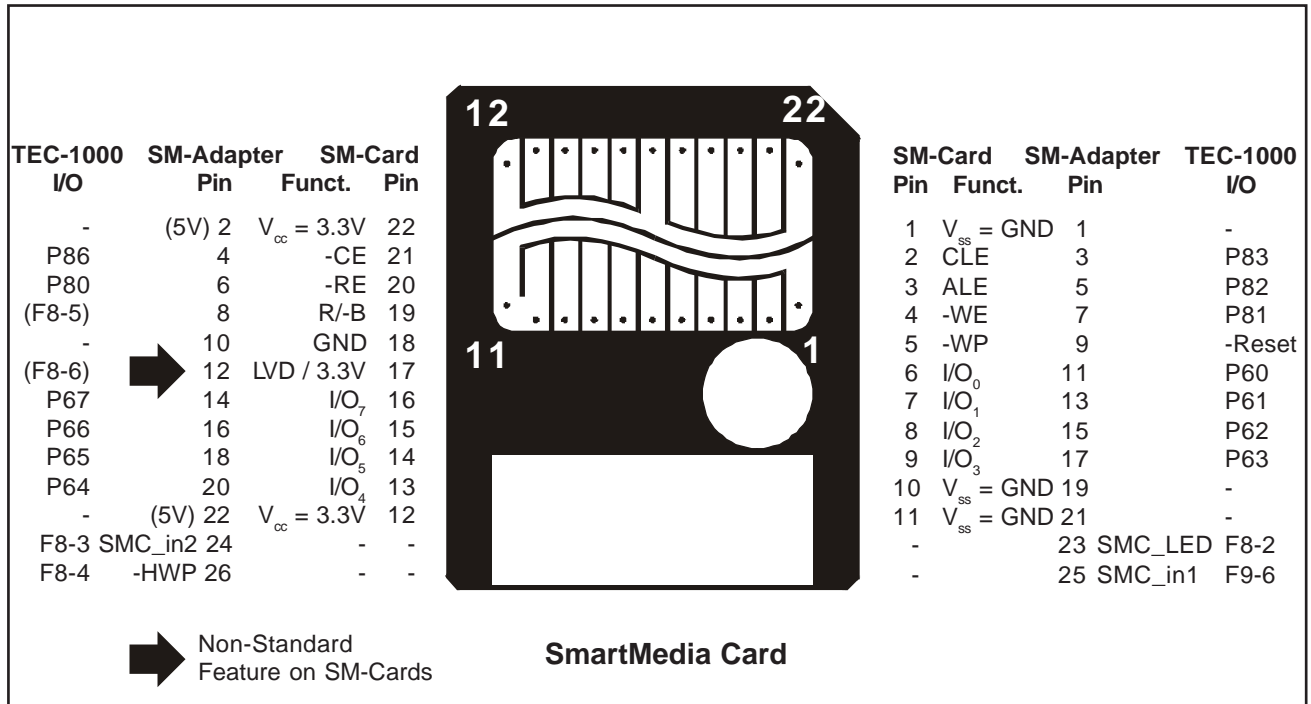 12 22
TEC-1000 SM-Adapter SM-Card
I/O Pin Funct. Pin
- (5V) 2 Vcc = 3.3V 22
P86 4 -CE 21
P80 6 -RE 20
(F8-5) 8 R/-B 19
- 10 GND 18
(F8-6) 12 LVD / 3.3V 17
P67 14 I/O7 16
P66 16 I/O6 15
P65 18 I/O5 14
P64 20 I/O4 13
- (5V) 22 Vcc = 3.3V 12
F8-3 SMC_in2 24 - -
F8-4 -HWP 26 - -
11 1
SM-Card SM-Adapter TEC-1000
Pin Funct. Pin I/O
1 Vss = GND 1 -
2 CLE 3 P83
3 ALE 5 P82
4 -WE 7 P81
5 -WP 9 -Reset
6 I/O0 11 P60
7 I/O1 13 P61
8 I/O2 15 P62
9 I/O3 17 P63
10 Vss = GND 19 -
11 Vss = GND 21 -
- 23 SMC_LED F8-2
- 25 SMC_in1 F9-6
Non-Standard
Feature on SM-Cards
SmartMedia Card